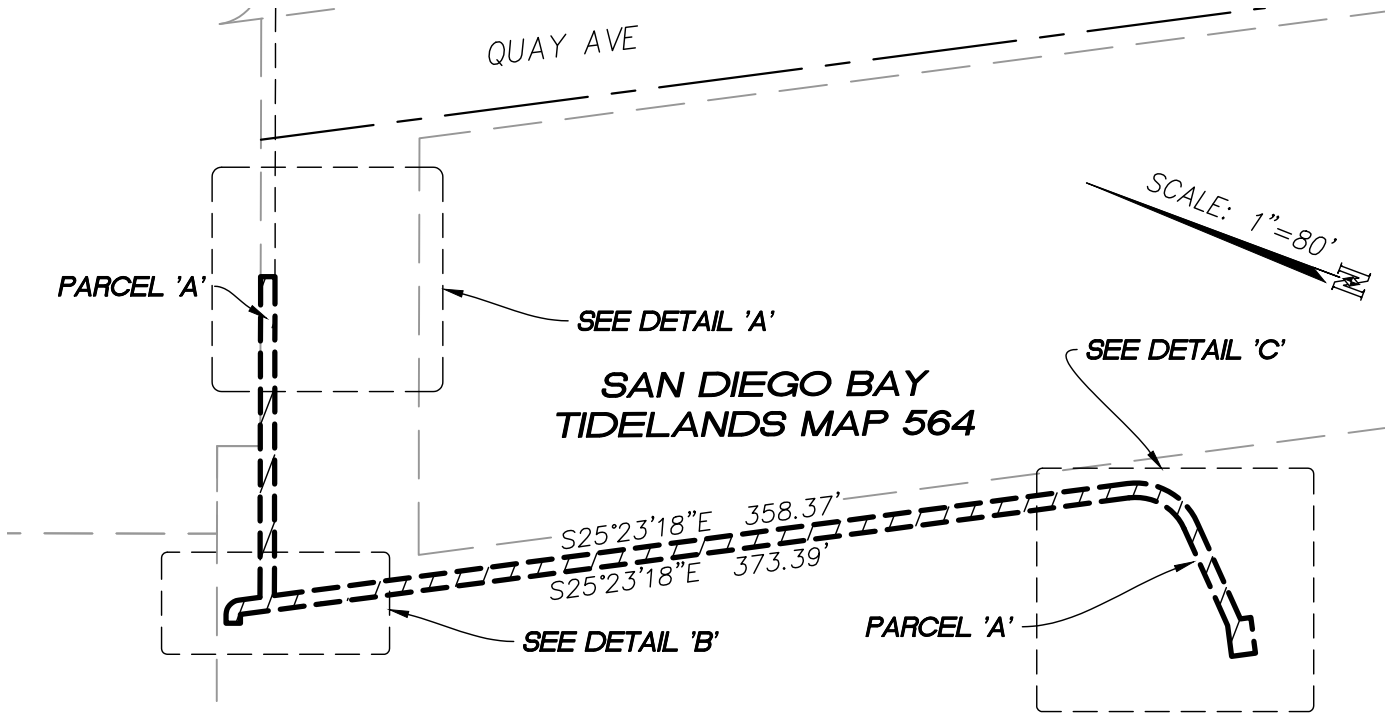 QUAY AVE
SCALE: 1"=80'
N
PARCEL 'A'
SEE DETAIL 'A'
SEE DETAIL 'C'
SAN DIEGO BAY
TIDELANDS MAP 564
S25°23'18"E 358.37'
S25°23'18"E 373.39'
SEE DETAIL 'B'
PARCEL 'A'